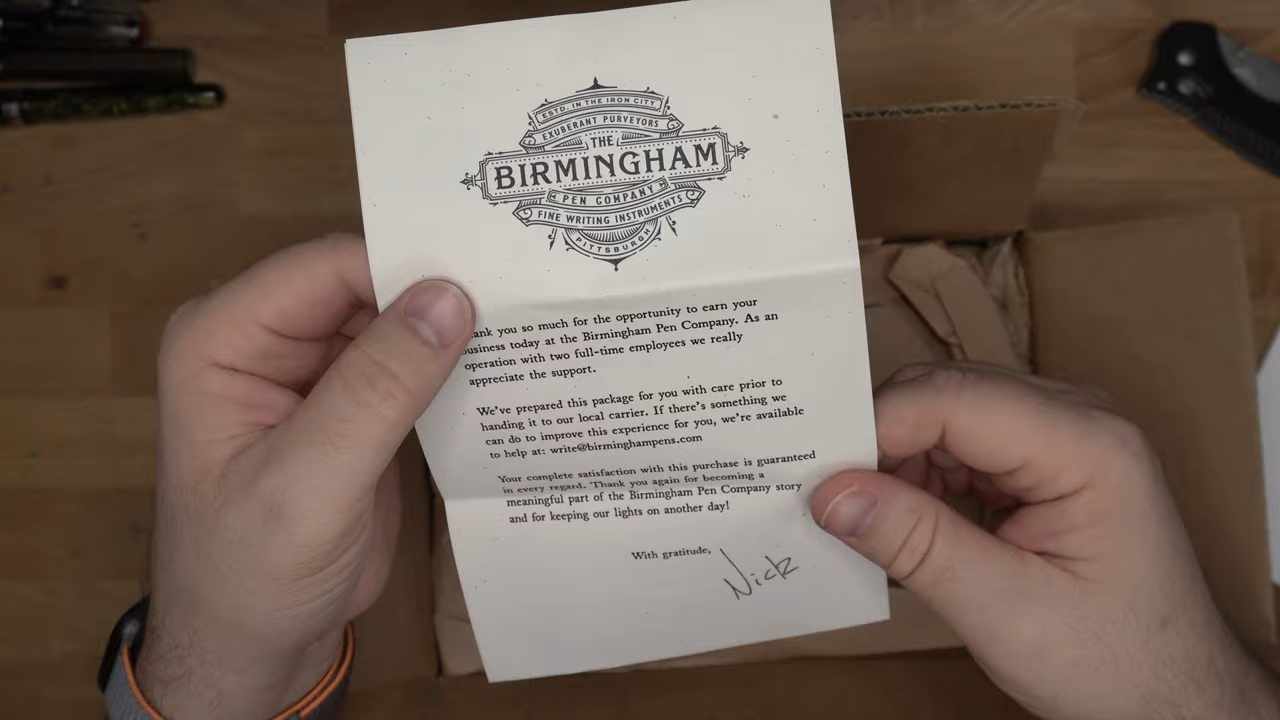 ESTD. IN THE IRON CITY
EXUBERANT PURVEYORS
THE
BIRMINGHAM
PEN COMPANY
FINE WRITING INSTRUMENTS
PITTSBURGH
ank you so much for the opportunity to earn your
usiness today at the Birmingham Pen Company. As an
operation with two full-time employees we really
appreciate the support.
We've prepared this package for you with care prior to
handing it to our local carrier. If there's something we
can do to improve this experience for you, we're available
to help at: write@birminghampens.com
Your complete satisfaction with this purchase is guaranteed
in every regard. Thank you again for becoming a
meaningful part of the Birmingham Pen Company story
and for keeping our lights on another day!
With gratitude,
Nick